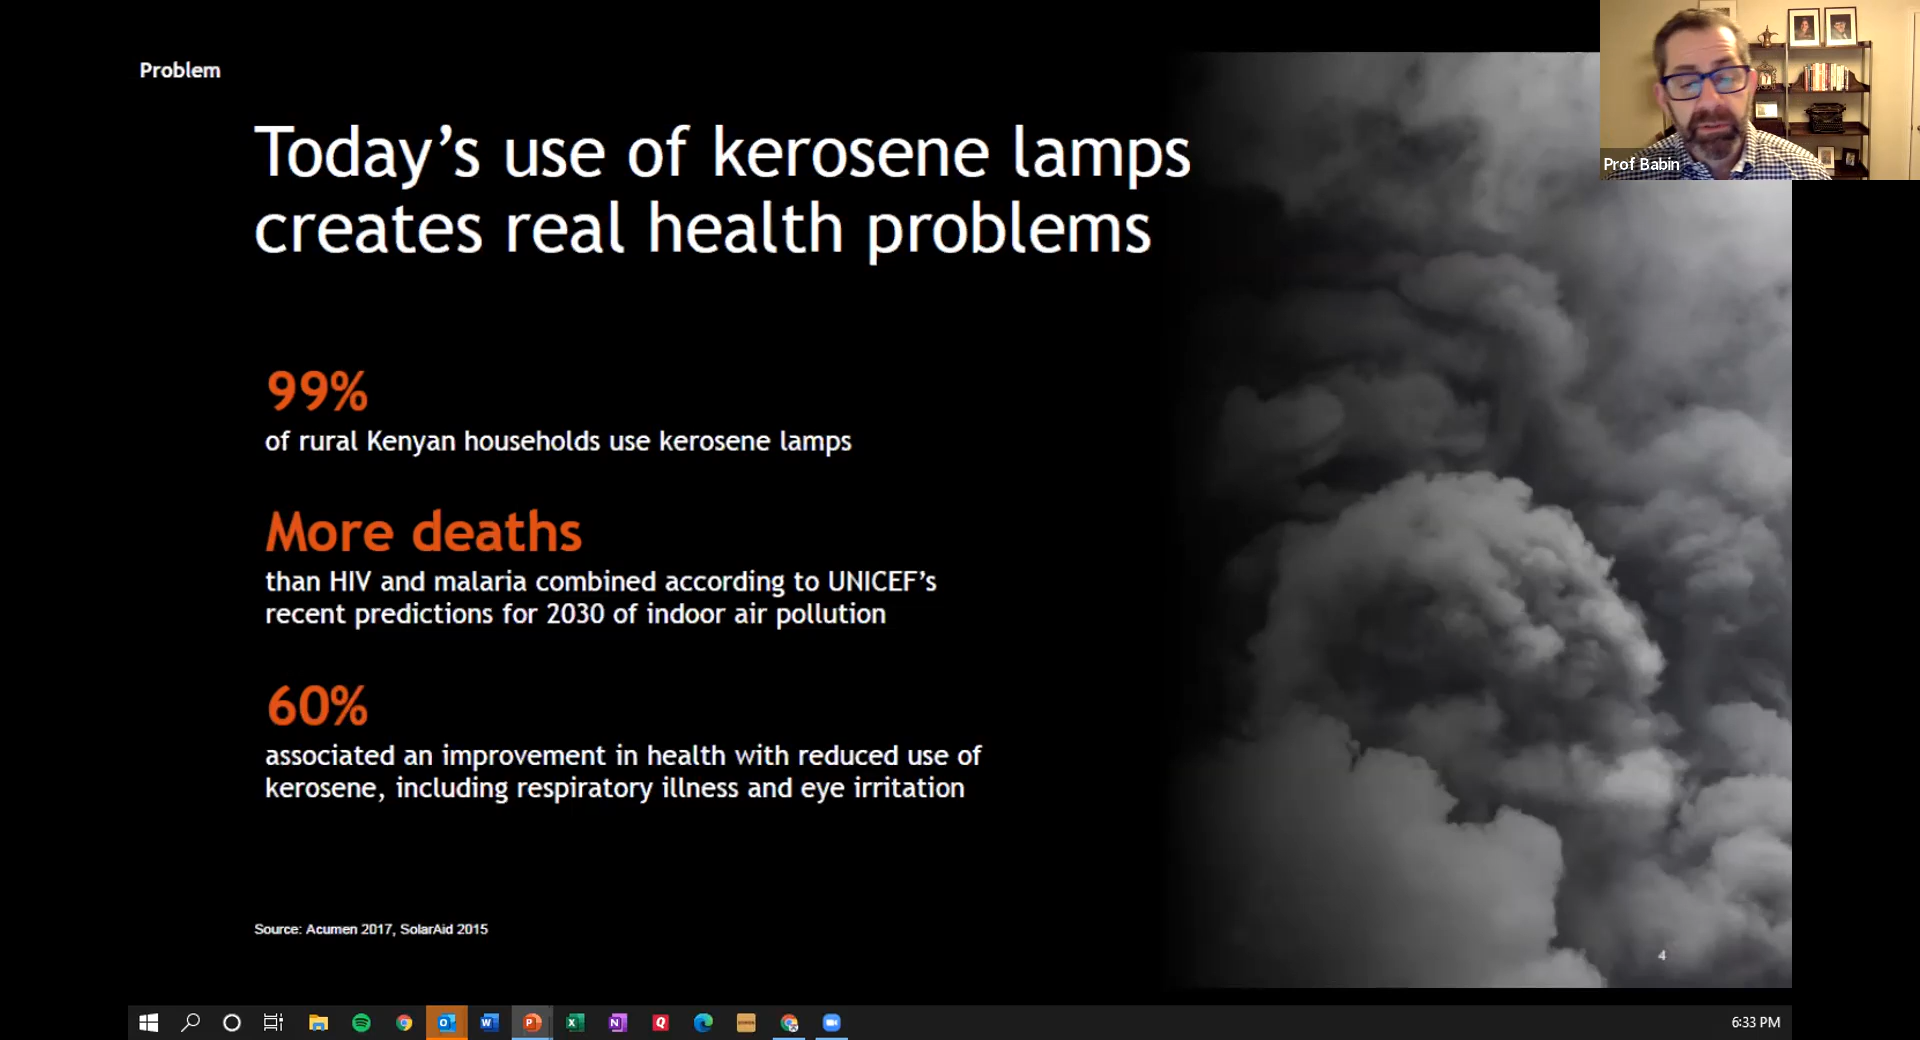 Problem
Today's use of kerosene lamps
creates real health problems
99%
of rural Kenyan households use kerosene lamps
More deaths
than HIV and malaria combined according to UNICEF's
recent predictions for 2030 of indoor air pollution
60%
associated an improvement in health with reduced use of
kerosene, including respiratory illness and eye irritation
Source: Acumen 2017, SolarAid 2015
4
Prof Babin
6:33 PM